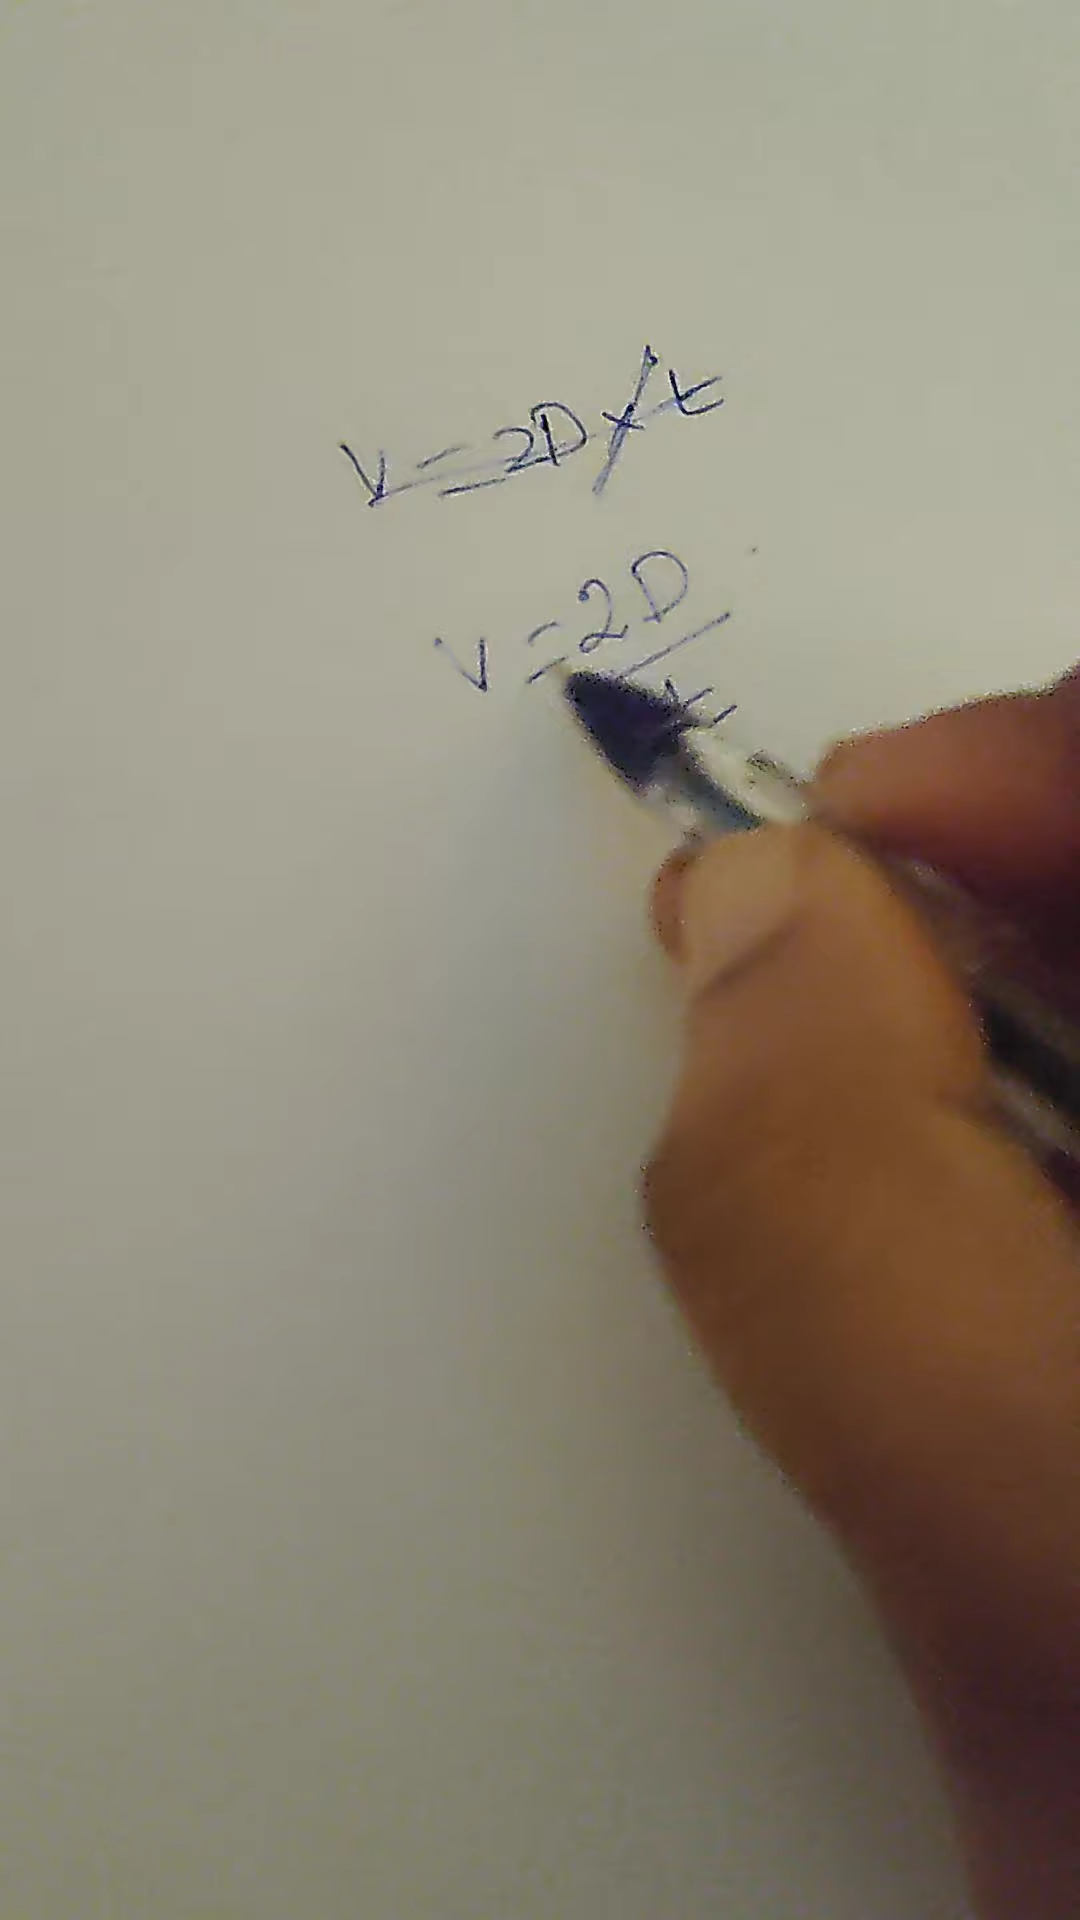 V = 2D x t
V = 2D
t